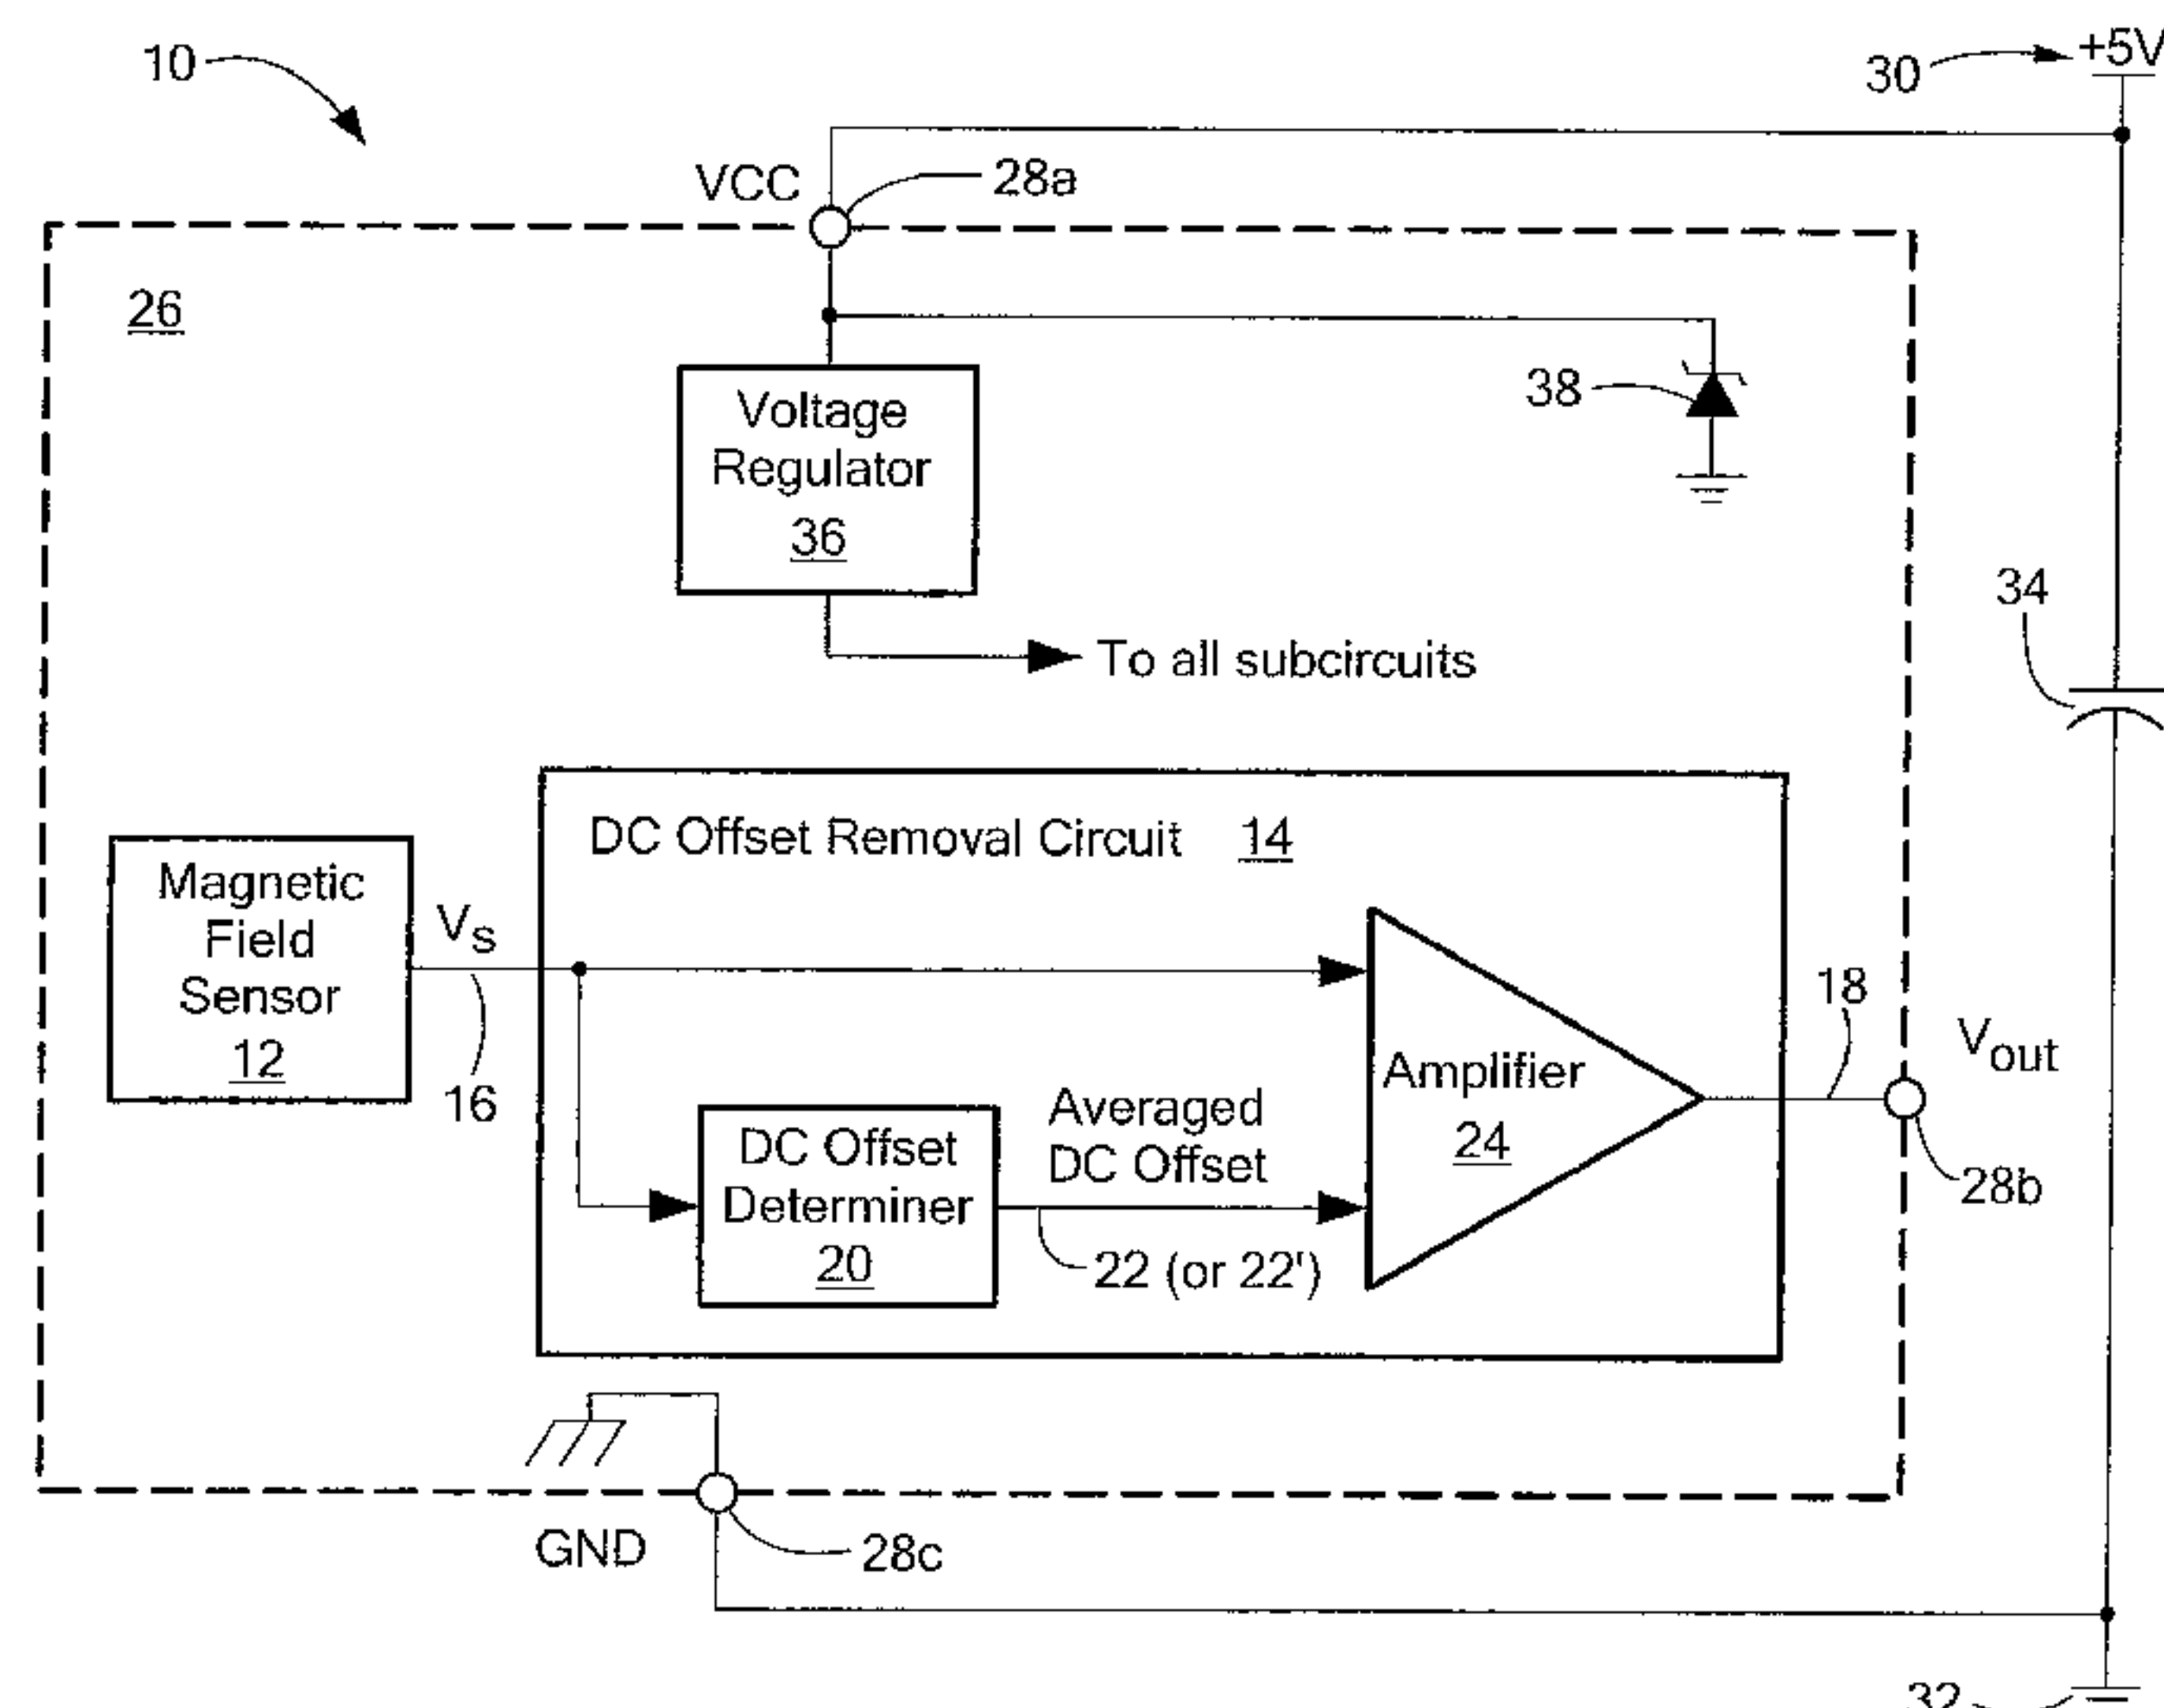 10
30
+5V
VCC
28a
26
Voltage
Regulator
36
38
To all subcircuits
34
DC Offset Removal Circuit 14
Magnetic
Field
Sensor
12
VS
16
Amplifier
24
18
Vout
Averaged
DC Offset
DC Offset
Determiner
20
22 (or 22')
28b
GND
28c
32